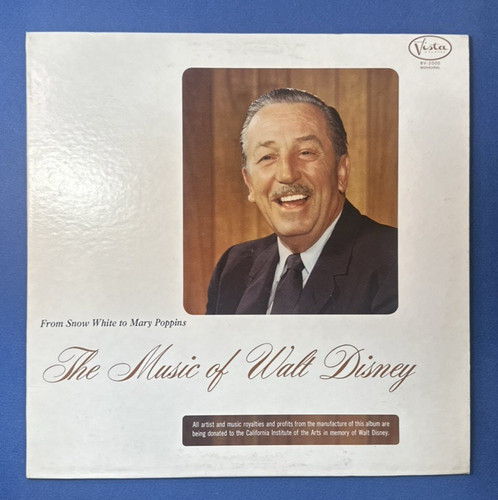 Vista
From Snow White to Mary Poppins
The Music of Walt Disney
All artist and music royalties and profits from the manufacture of this album are
being donated to the California Institute of the Arts in memory of Walt Disney.